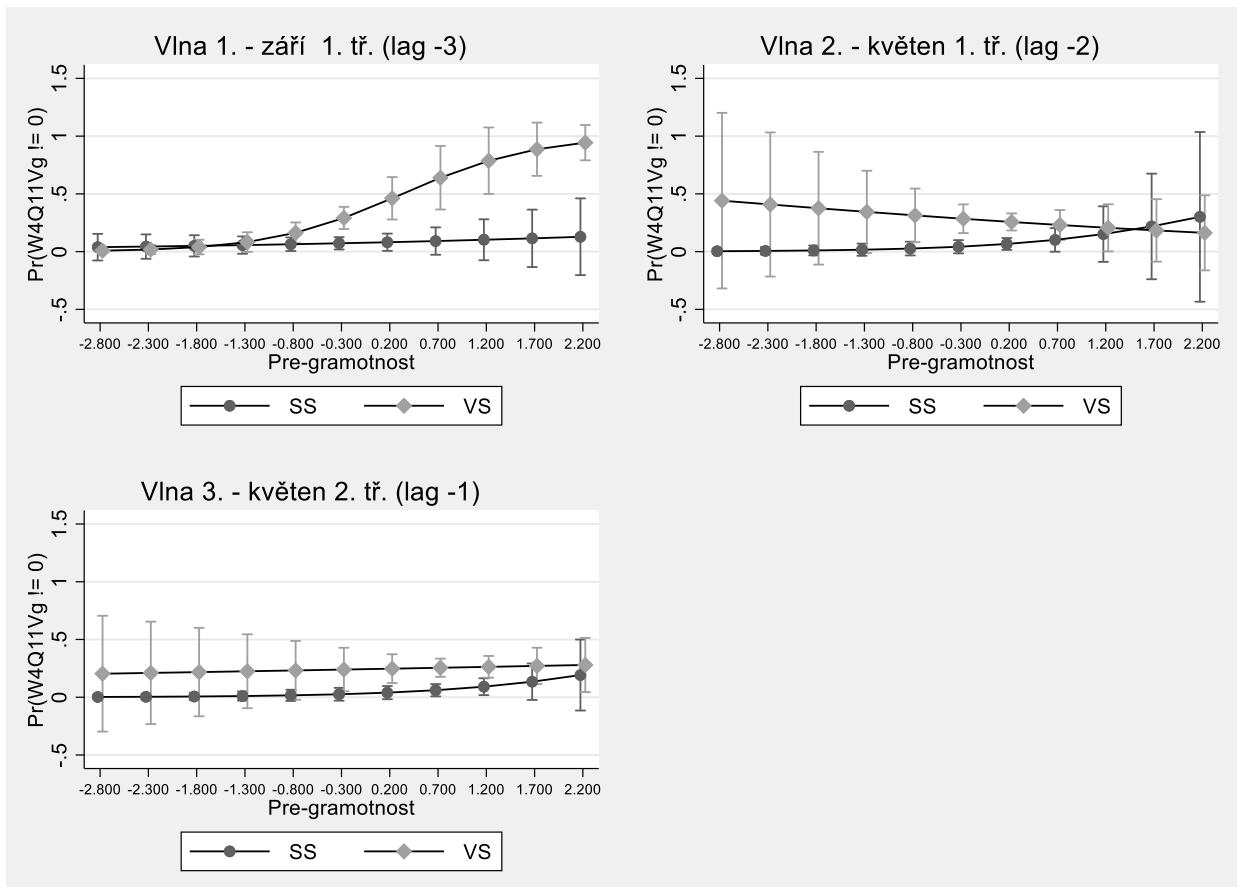 Vlna 1. - září 1. tř. (lag -3)
Pr(W4Q11Vg != 0)
1.5
1
.5
0
-.5
-2.800 -2.300 -1.800 -1.300 -0.800 -0.300 0.200 0.700 1.200 1.700 2.200
Pre-gramotnost
SS VS
Vlna 2. - květen 1. tř. (lag -2)
Pr(W4Q11Vg != 0)
1.5
1
.5
0
-.5
-2.800 -2.300 -1.800 -1.300 -0.800 -0.300 0.200 0.700 1.200 1.700 2.200
Pre-gramotnost
SS VS
Vlna 3. - květen 2. tř. (lag -1)
Pr(W4Q11Vg != 0)
1.5
1
.5
0
-.5
-2.800 -2.300 -1.800 -1.300 -0.800 -0.300 0.200 0.700 1.200 1.700 2.200
Pre-gramotnost
SS VS